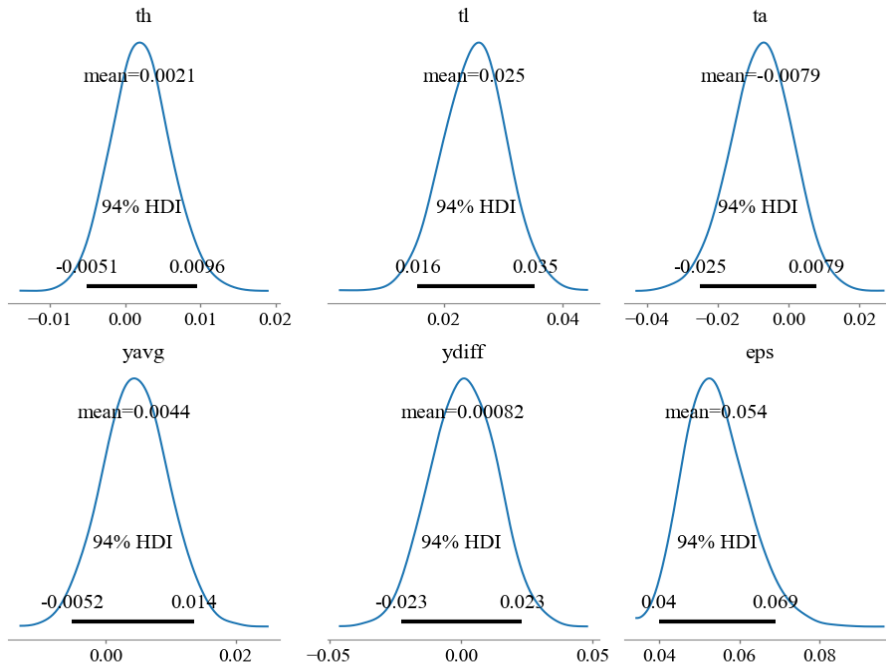 th tl ta
mean=0.0021 mean=0.025 mean=-0.0079
94% HDI 94% HDI 94% HDI
-0.0051 0.0096 0.016 0.035 -0.025 0.0079
−0.01 0.00 0.01 0.02 0.02 0.04 −0.04 −0.02 0.00 0.02
yavg ydiff eps
mean=0.0044 mean=0.00082 mean=0.054
94% HDI 94% HDI 94% HDI
-0.0052 0.014 -0.023 0.023 0.04 0.069
0.00 0.02 −0.05 0.00 0.05 0.04 0.06 0.08